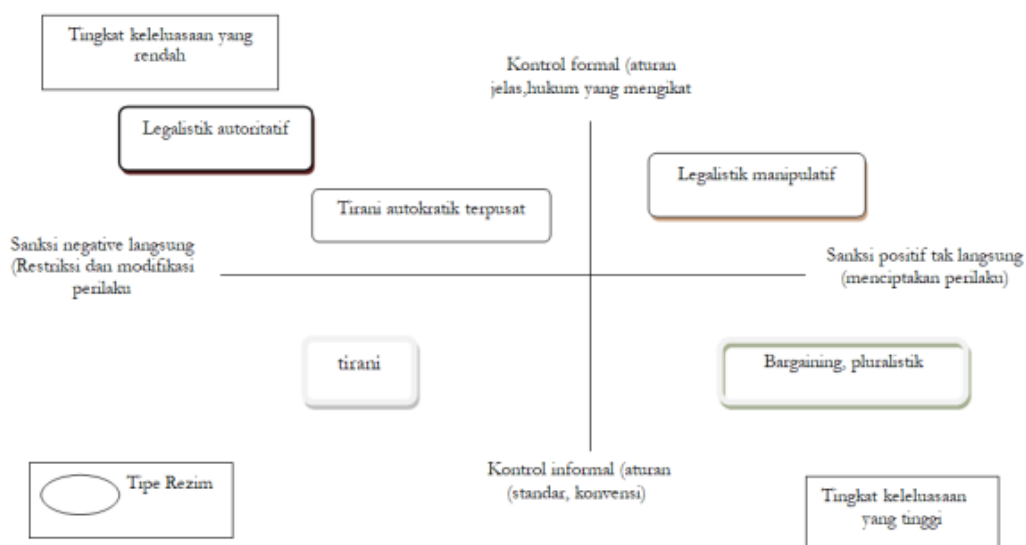 Tingkat keleluasaan yang
rendah
Kontrol formal (aturan
jelas,hukum yang mengikat
Legalistik autoritatif
Legalistik manipulatif
Tirani autokratik terpusat
Sanksi negative langsung
(Restriksi dan modifikasi
perilaku
Sanksi positif tak langsung
(menciptakan perilaku)
tirani
Bargaining, pluralistik
Kontrol informal (aturan
(standar, konvensi)
Tipe Rezim
Tingkat keleluasaan
yang tinggi